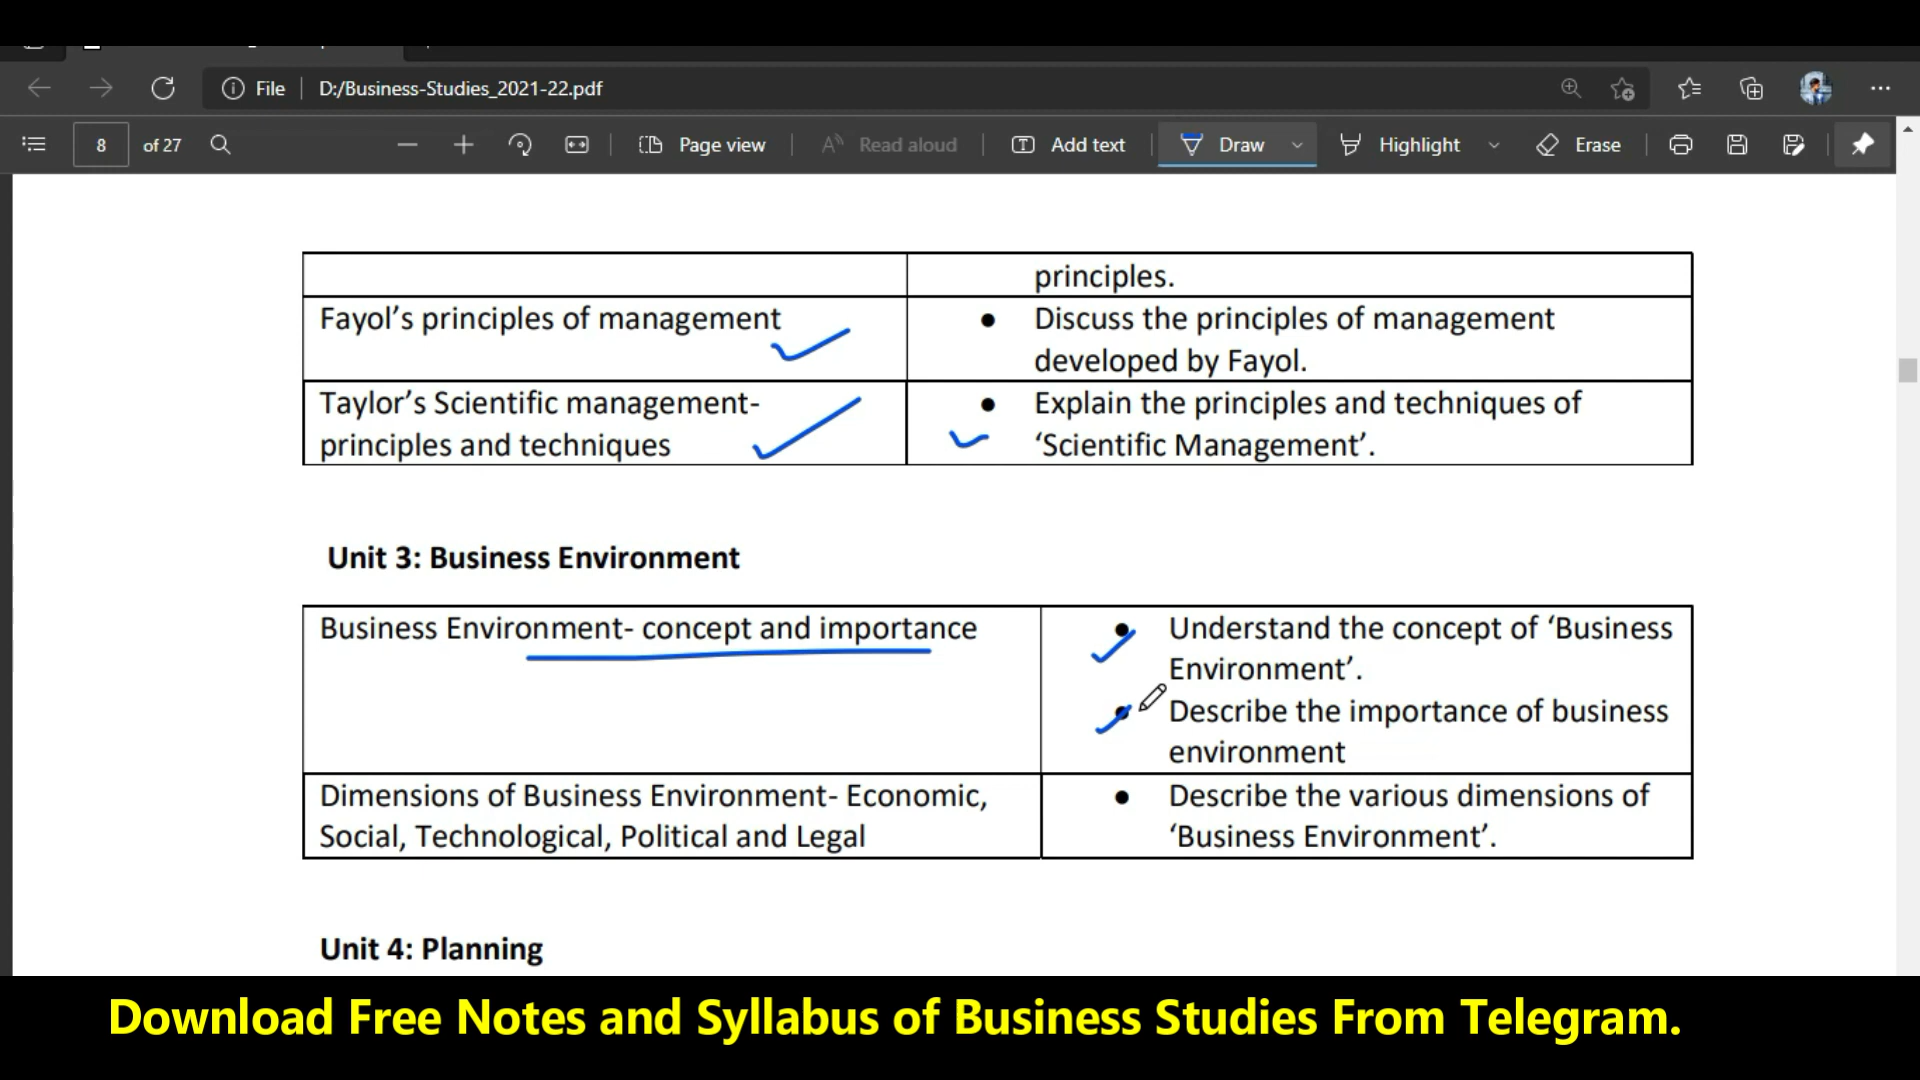 File
D:/Business-Studies_2021-22.pdf
8 of 27
Page view
Read aloud
Add text
Draw
Highlight
Erase
principles.
Fayol’s principles of management
• Discuss the principles of management
developed by Fayol.
Taylor’s Scientific management-
principles and techniques
• Explain the principles and techniques of
‘Scientific Management’.
Unit 3: Business Environment
Business Environment- concept and importance
• Understand the concept of ‘Business
Environment’.
• Describe the importance of business
environment
Dimensions of Business Environment- Economic,
Social, Technological, Political and Legal
• Describe the various dimensions of
‘Business Environment’.
Unit 4: Planning
Download Free Notes and Syllabus of Business Studies From Telegram.